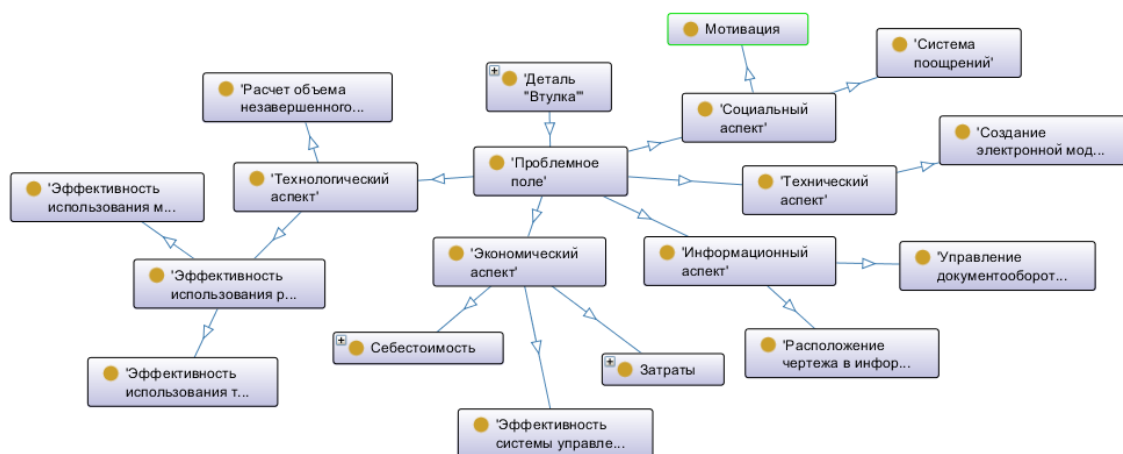 Мотивация
'Система
поощрений'
'Деталь
"Втулка"'
'Расчет объема
незавершенного...
'Социальный
аспект'
'Создание
электронной мод...
'Проблемное
поле'
'Технологический
аспект'
'Технический
аспект'
'Эффективность
использования м...
'Экономический
аспект'
'Информационный
аспект'
'Управление
документооборот...
'Эффективность
использования р...
Себестоимость
'Расположение
чертежа в инфор...
Затраты
'Эффективность
использования т...
'Эффективность
системы управле...